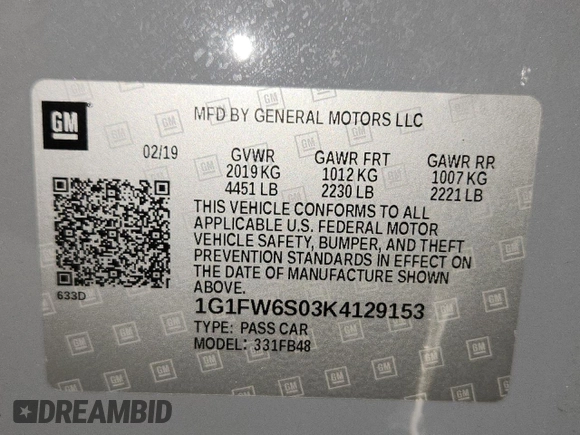 GM
MFD BY GENERAL MOTORS LLC
02/19 GVWR GAWR FRT GAWR RR
2019 KG 1012 KG 1007 KG
4451 LB 2230 LB 2221 LB
THIS VEHICLE CONFORMS TO ALL
APPLICABLE U.S. FEDERAL MOTOR
VEHICLE SAFETY, BUMPER, AND THEFT
PREVENTION STANDARDS IN EFFECT ON
THE DATE OF MANUFACTURE SHOWN
ABOVE.
633D
1G1FW6S03K4129153
TYPE: PASS CAR
MODEL: 331FB48
DREAMBID